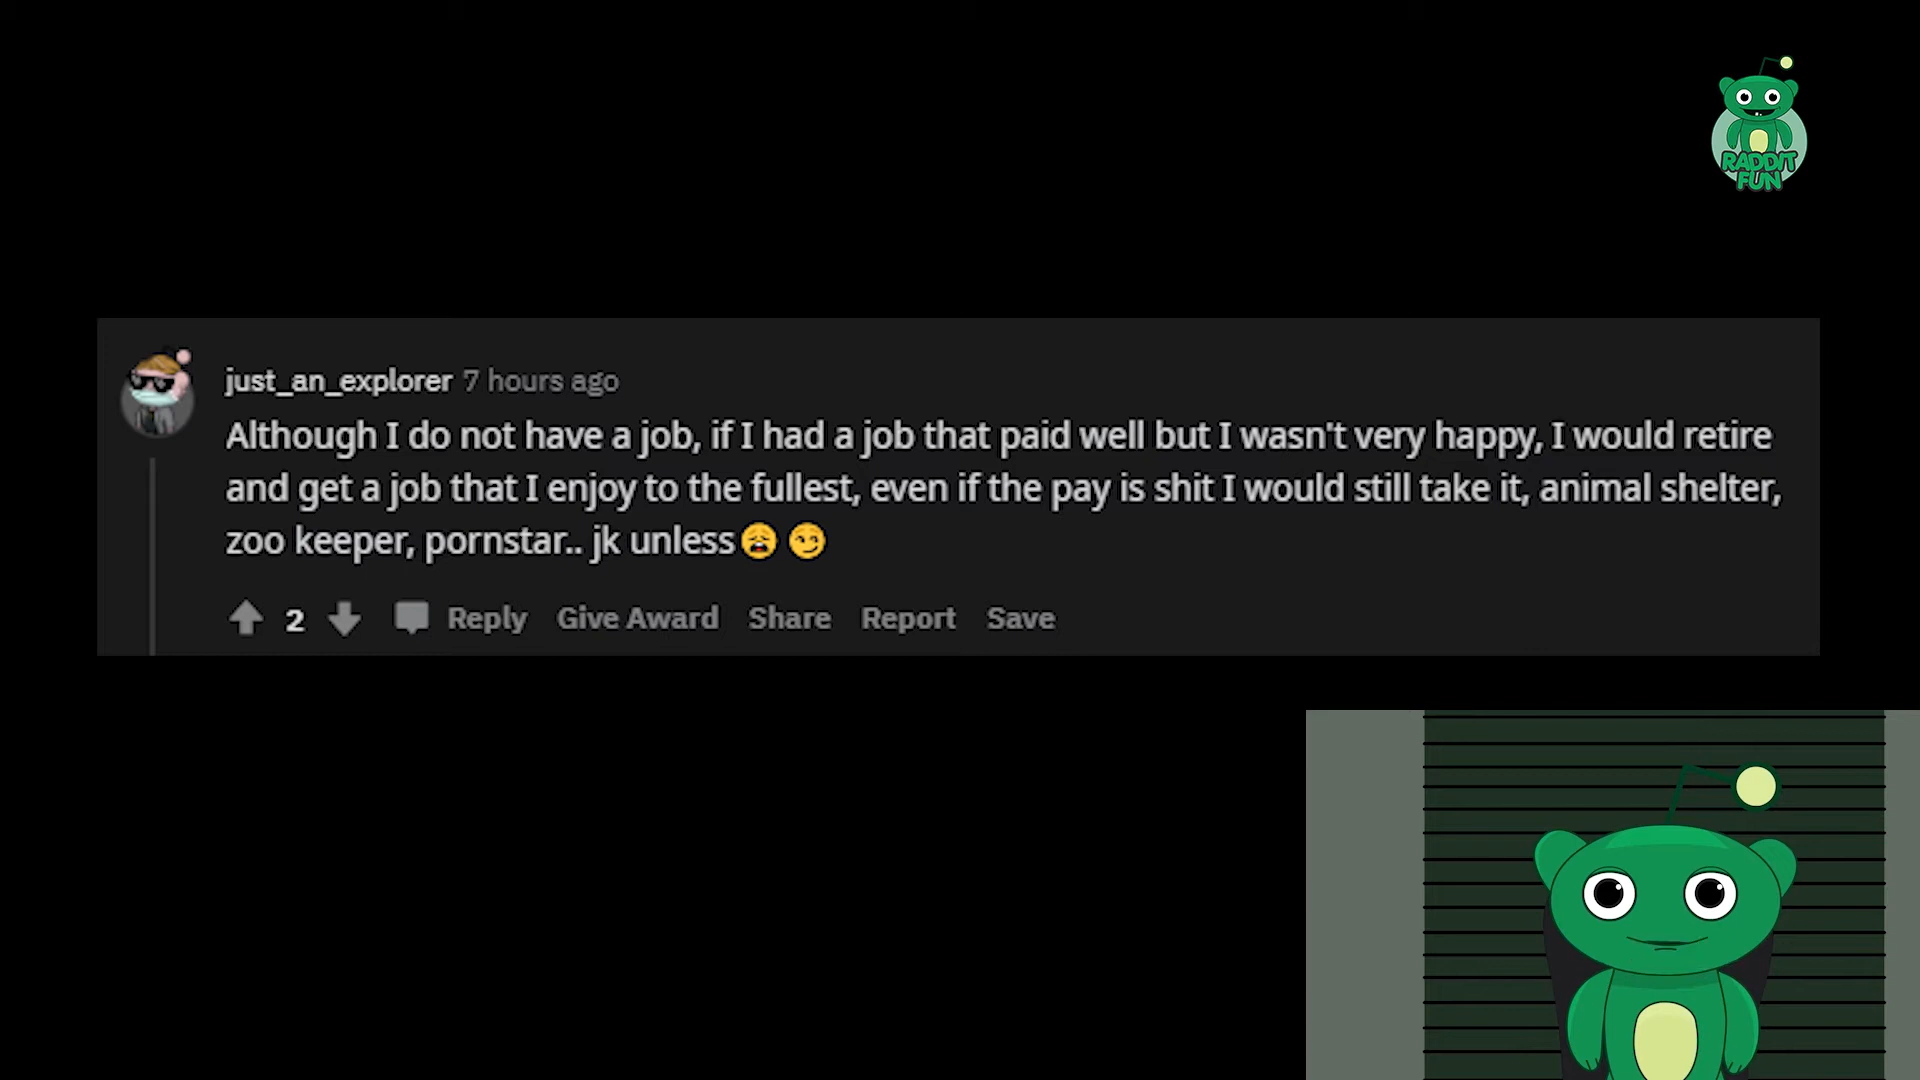 RADDIT
FUN
just_an_explorer 7 hours ago
Although I do not have a job, if I had a job that paid well but I wasn't very happy, I would retire
and get a job that I enjoy to the fullest, even if the pay is shit I would still take it, animal shelter,
zoo keeper, pornstar.. jk unless😩 😏
2 Reply Give Award Share Report Save